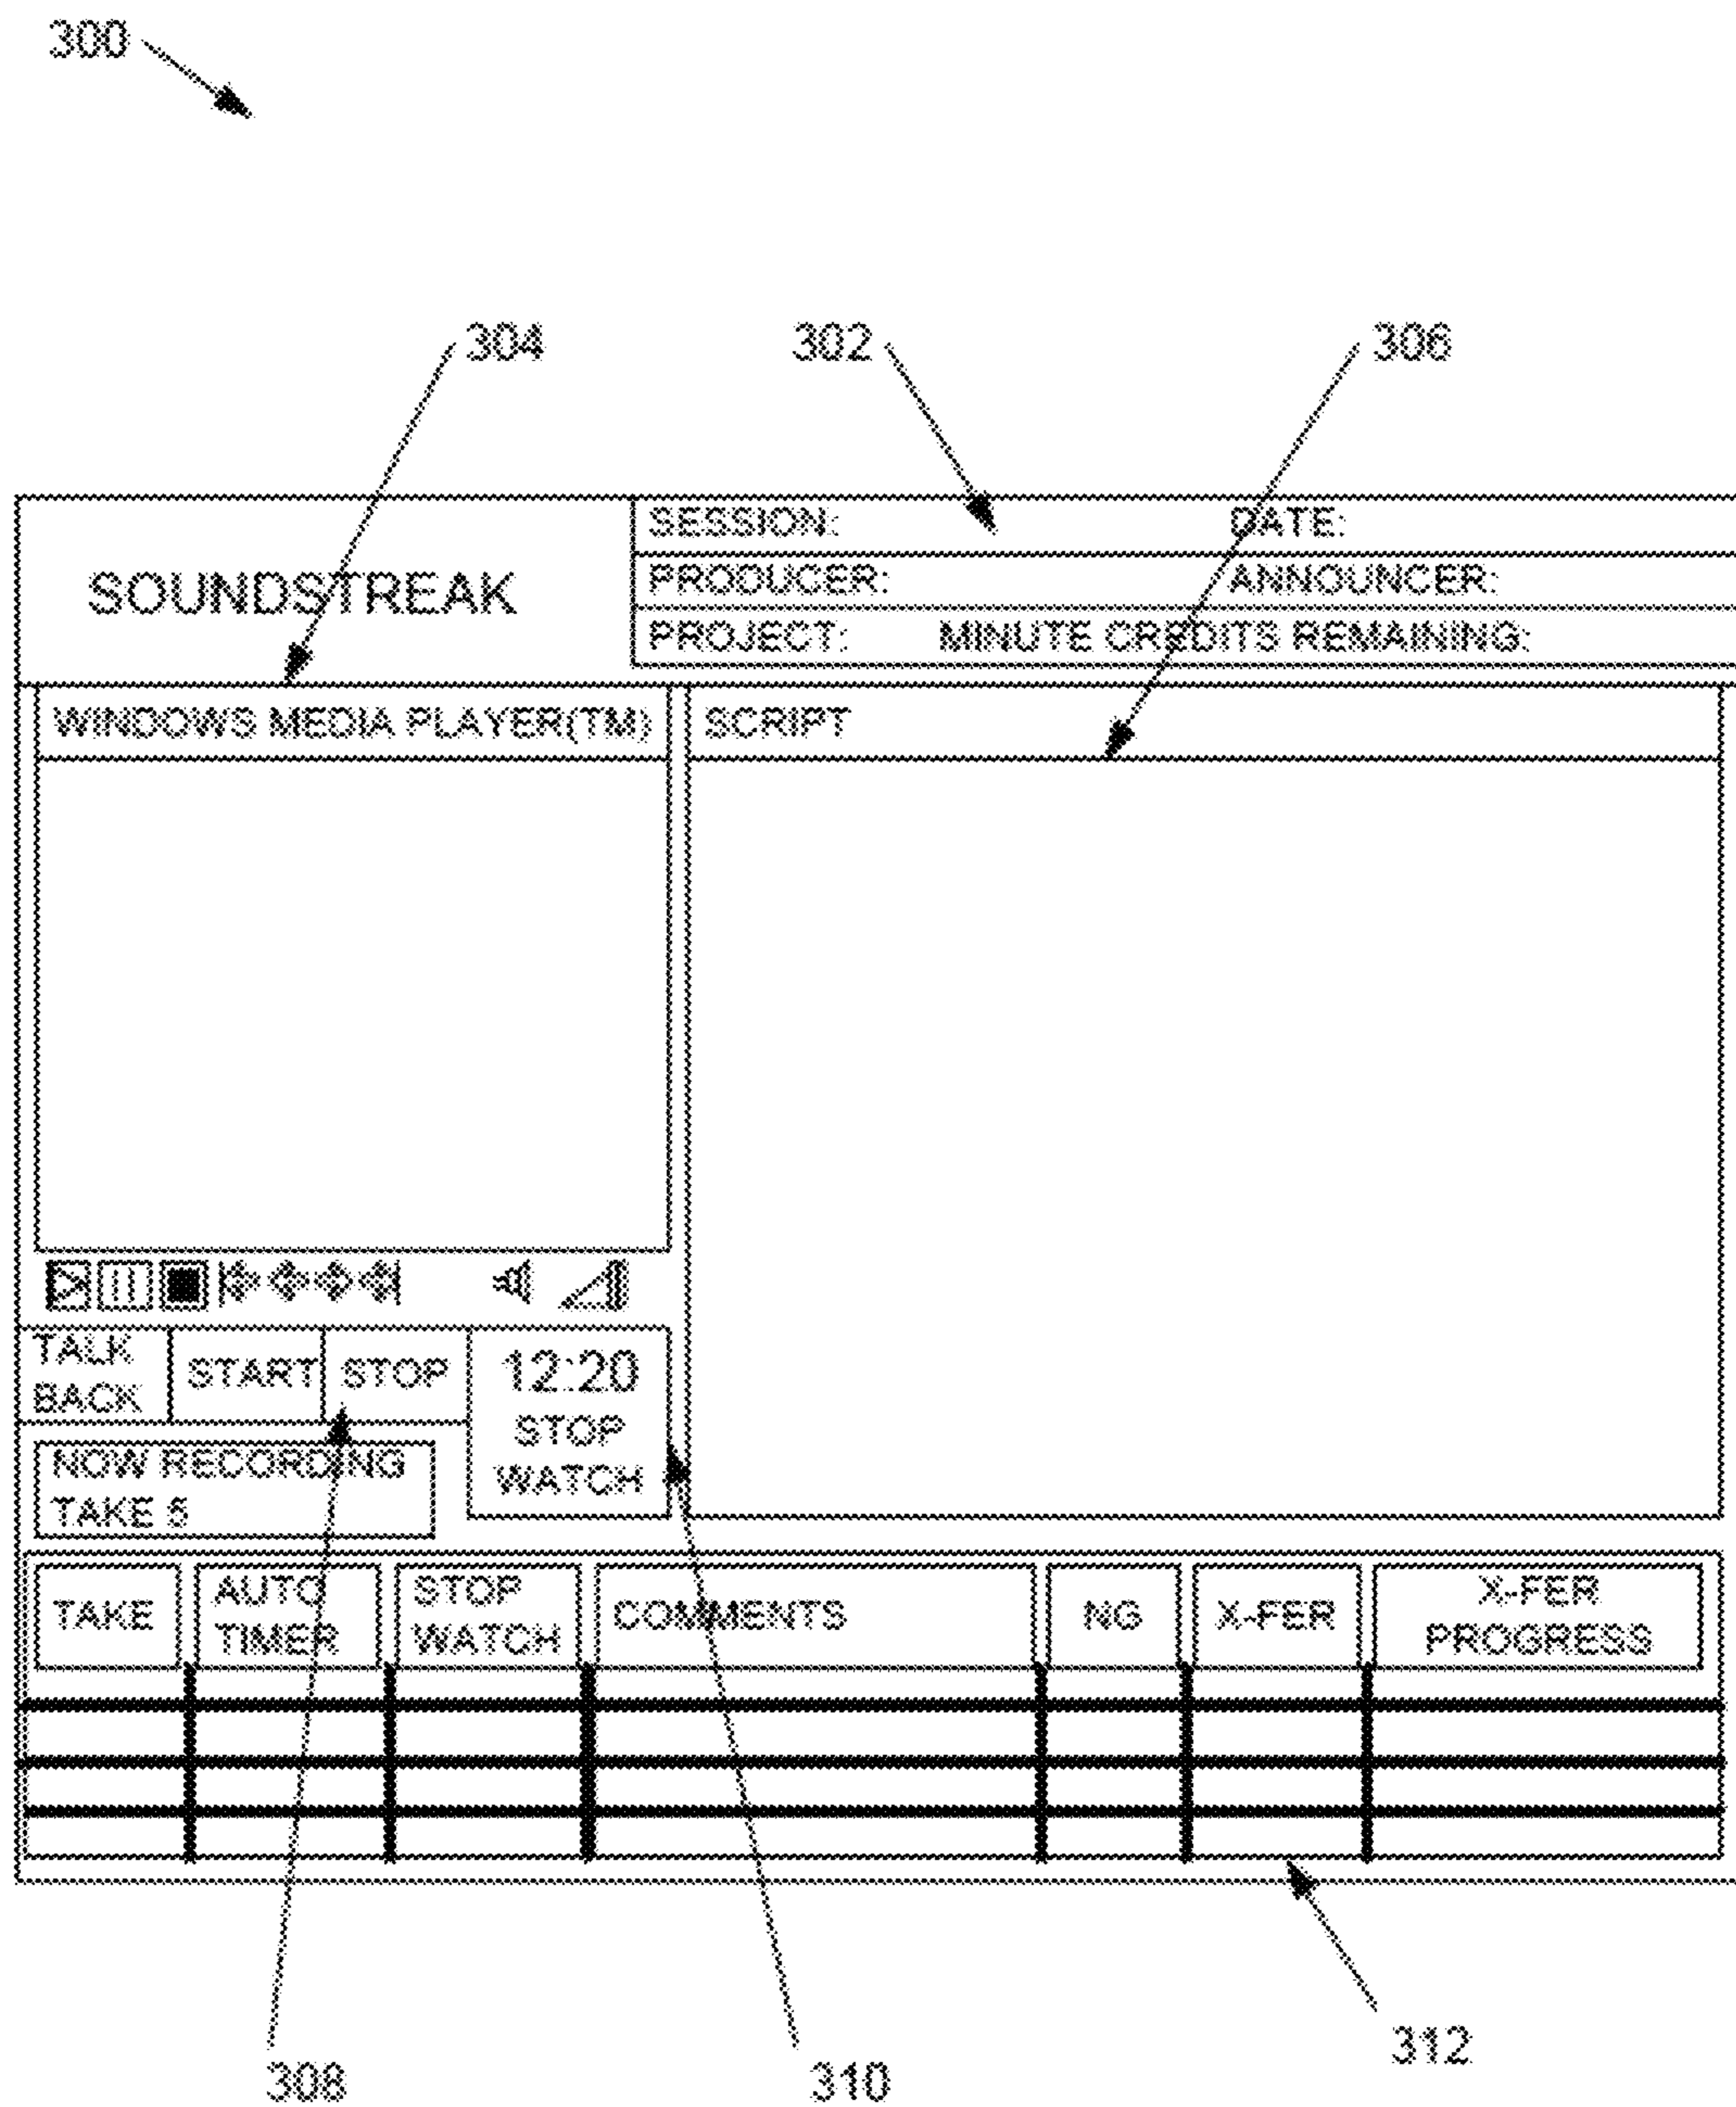 300
304 302 306
SOUNDSTREAK
SESSION: DATE:
PRODUCER: ANNOUNCER:
PROJECT: MINUTE CREDITS REMAINING:
WINDOWS MEDIA PLAYER(TM)
SCRIPT
TALK
BACK
START
STOP
12:20
STOP
WATCH
NOW RECORDING
TAKE 5
TAKE
AUTO
TIMER
STOP
WATCH
COMMENTS
NG
X-FER
X-FER
PROGRESS
308
310
312